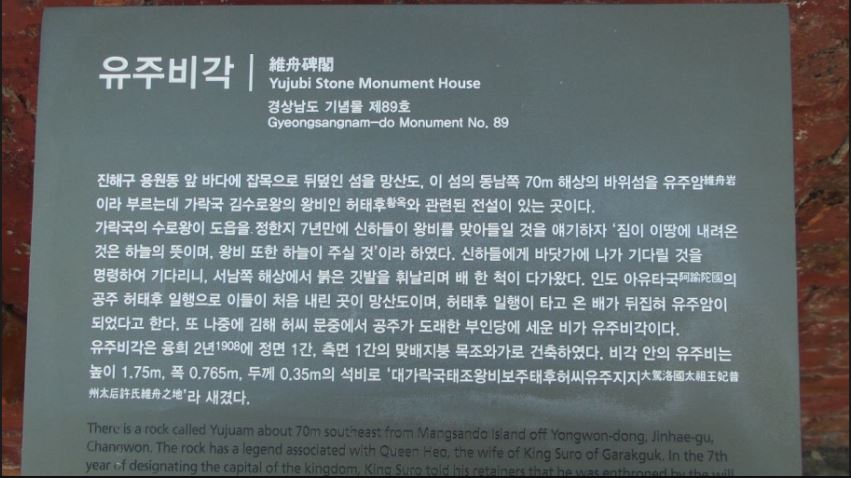 유주비각 | 維舟碑閣
Yujubi Stone Monument House
경상남도 기념물 제89호
Gyeongsangnam-do Monument No. 89
진해구 용원동 앞 바다에 잡목으로 뒤덮인 섬을 망산도, 이 섬의 동남쪽 70m 해상의 바위섬을 유주암維舟岩
이라 부르는데 가락국 김수로왕의 왕비인 허태후황옥와 관련된 전설이 있는 곳이다.
가락국의 수로왕이 도읍을 정한지 7년만에 신하들이 왕비를 맞아들일 것을 얘기하자 '짐이 이땅에 내려온
것은 하늘의 뜻이며, 왕비 또한 하늘이 주실 것'이라 하였다. 신하들에게 바닷가에 나가 기다릴 것을
명령하여 기다리니, 서남쪽 해상에서 붉은 깃발을 휘날리며 배 한 척이 다가왔다. 인도 아유타국阿踰陀國의
공주 허태후 일행으로 이들이 처음 내린 곳이 망산도이며, 허태후 일행이 타고 온 배가 뒤집혀 유주암이
되었다고 한다. 또 나중에 김해 허씨 문중에서 공주가 도래한 부인당에 세운 비가 유주비각이다.
유주비각은 융희 2년1908에 정면 1간, 측면 1간의 맞배지붕 목조와가로 건축하였다. 비각 안의 유주비는
높이 1.75m, 폭 0.765m, 두께 0.35m의 석비로 '대가락국태조왕비보주태후허씨유주지지大駕洛國太祖王妃普
州太后許氏維舟之地'라 새겼다.
There is a rock called Yujuam about 70m southeast from Mangsando Island off Yongwon-dong, Jinhae-gu,
Changwon. The rock has a legend associated with Queen Heo, the wife of King Suro of Garakguk. In the 7th
year of designating the capital of the kingdom, King Suro told his retainers that he was enthroned by the will